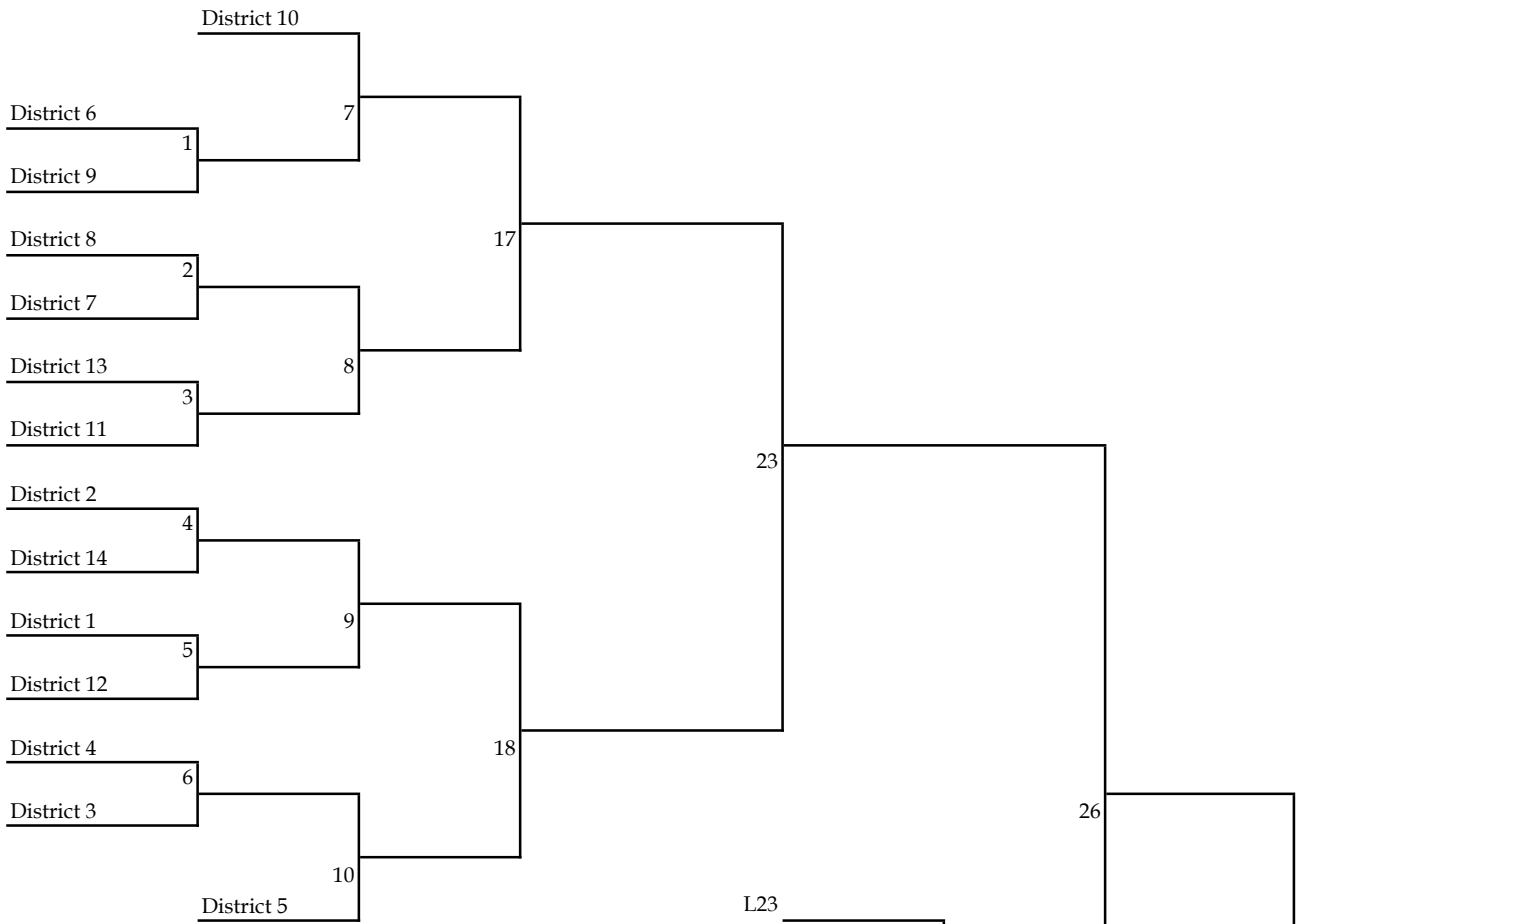 District 10
District 6
7
1
District 9
District 8
17
2
District 7
District 13
8
3
District 11
23
District 2
4
District 14
District 1
9
5
District 12
District 4
18
6
District 3
26
10
District 5
L23